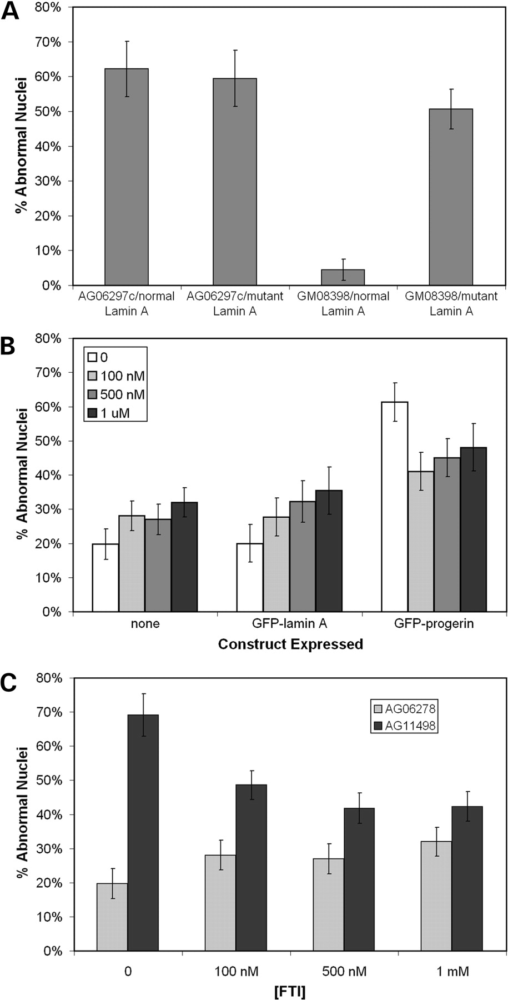 A
80%
70%
60%
50%
40%
30%
20%
10%
0%
% Abnormal Nuclei
AG06297c/normal
Lamin A
AG06297c/mutant
Lamin A
GM08398/normal
Lamin A
GM08398/mutant
Lamin A
B
80%
70%
60%
50%
40%
30%
20%
10%
0%
% Abnormal Nuclei
0
100 nM
500 nM
1 uM
none
GFP-lamin A
GFP-progerin
Construct Expressed
C
80%
70%
60%
50%
40%
30%
20%
10%
0%
% Abnormal Nuclei
AG06278
AG11498
0
100 nM
500 nM
1 mM
[FTI]